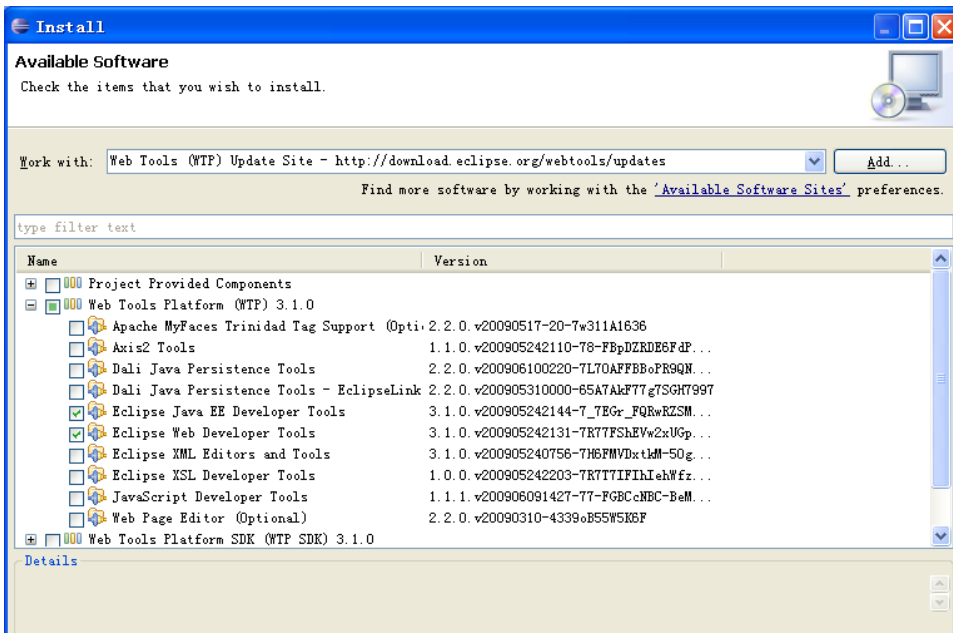 Install
Available Software
Check the items that you wish to install.
Work with: Web Tools (WTP) Update Site - http://download.eclipse.org/webtools/updates Add...
Find more software by working with the 'Available Software Sites' preferences.
type filter text
Name Version
Project Provided Components
Web Tools Platform (WTP) 3.1.0
Apache MyFaces Trinidad Tag Support (Opti 2.2.0.v20090517-20-7w311A1636
Axis2 Tools 1.1.0.v200905242110-78-FBpDZRDE6FdP...
Dali Java Persistence Tools 2.2.0.v200906100220-7L7OAFFBBoPR9QN...
Dali Java Persistence Tools - EclipseLink 2.2.0.v200905310000-65A7AkF77g7SGH7997
Eclipse Java EE Developer Tools 3.1.0.v200905242144-7_7EGr_FQRwRZSM...
Eclipse Web Developer Tools 3.1.0.v200905242131-7R77FShEVw2xUGp...
Eclipse XML Editors and Tools 3.1.0.v200905240756-7H6FMVDxtkM-50g...
Eclipse XSL Developer Tools 1.0.0.v200905242203-7R7T7IFIhIehWfz...
JavaScript Developer Tools 1.1.1.v200906091427-77-FGBCcNBC-BeM...
Web Page Editor (Optional) 2.2.0.v20090310-4339oB55W5K6F
Web Tools Platform SDK (WTP SDK) 3.1.0
Details